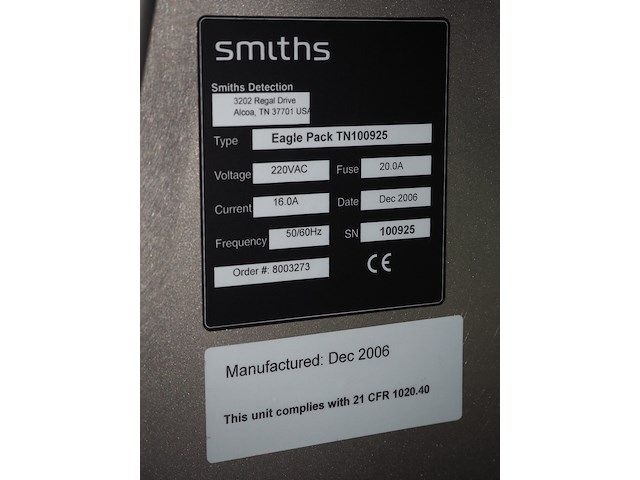 smiths
Smiths Detection
3202 Regal Drive
Alcoa, TN 37701 USA
Type Eagle Pack TN100925
Voltage 220VAC Fuse 20.0A
Current 16.0A Date Dec 2006
Frequency 50/60Hz SN 100925
Order #: 8003273 CE
Manufactured: Dec 2006
This unit complies with 21 CFR 1020.40